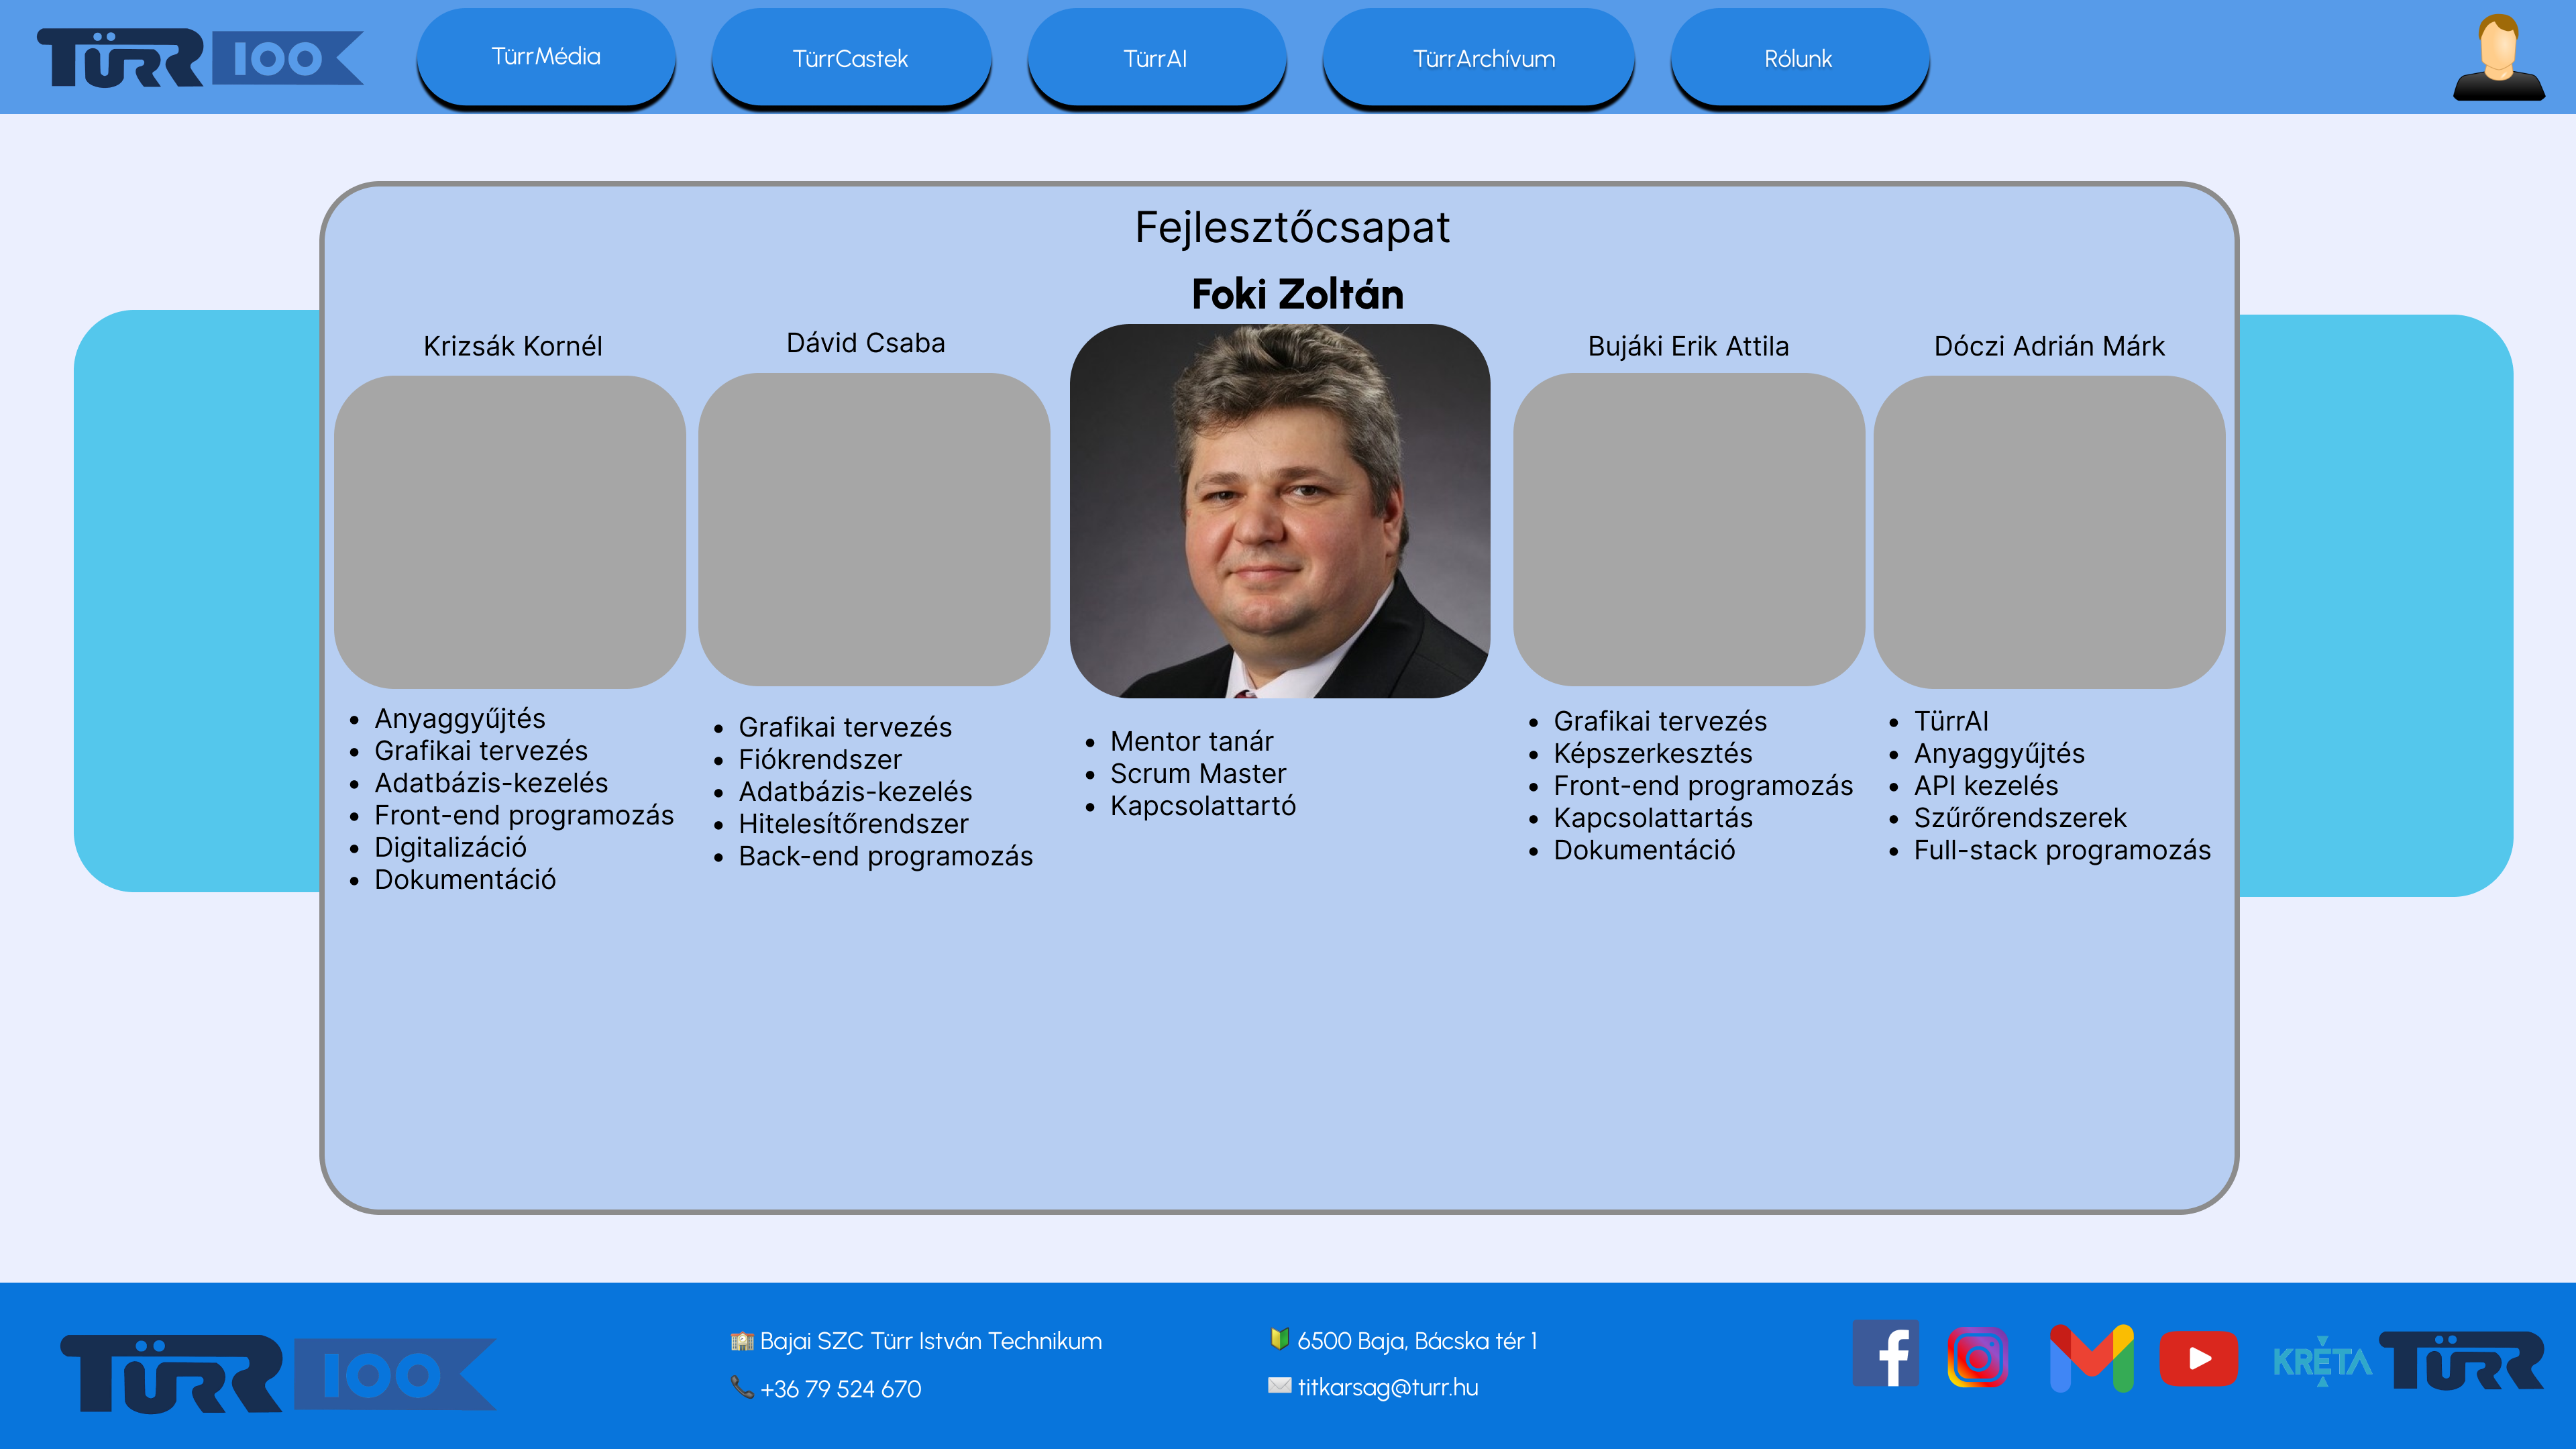 TÜRR 100
TürrMédia
TürrCastek
TürrAI
TürrArchívum
Rólunk
Fejlesztőcsapat
Krizsák Kornél
Anyaggyűjtés
Grafikai tervezés
Adatbázis-kezelés
Front-end programozás
Digitalizáció
Dokumentáció
Dávid Csaba
Grafikai tervezés
Fiókrendszer
Adatbázis-kezelés
Hitelesítőrendszer
Back-end programozás
Foki Zoltán
Mentor tanár
Scrum Master
Kapcsolattartó
Bujáki Erik Attila
Grafikai tervezés
Képszerkesztés
Front-end programozás
Kapcsolattartás
Dokumentáció
Dóczi Adrián Márk
TürrAI
Anyaggyűjtés
API kezelés
Szűrőrendszerek
Full-stack programozás
TÜRR 100
Bajai SZC Türr István Technikum
+36 79 524 670
6500 Baja, Bácska tér 1
titkarsag@turr.hu
KRÉTA
TÜRR